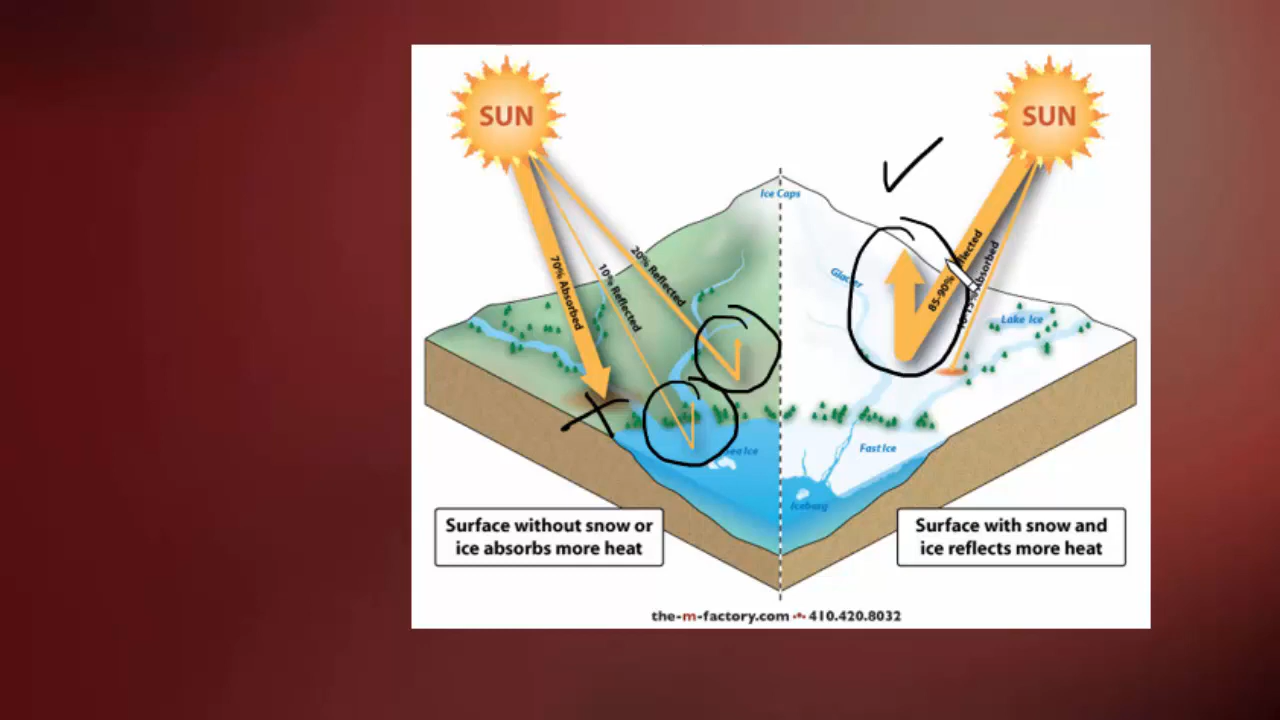 SUN
SUN
Ice Caps
70% Absorbed
10% Reflected
20% Reflected
Glacier
85-90%
Absorbed
Lake Ice
Sea Ice
Fast Ice
Iceburg
Surface without snow or
ice absorbs more heat
Surface with snow and
ice reflects more heat
the-m-factory.com 410.420.8032